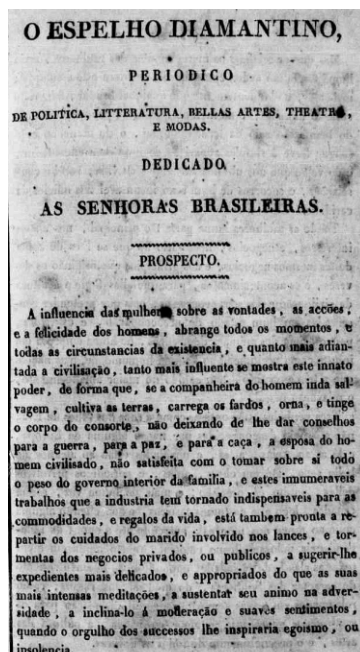 O ESPELHO DIAMANTINO,
PERIODICO
DE POLITICA, LITTERATURA, BELLAS ARTES, THEATRO,
E MODAS.
DEDICADO
AS SENHORAS BRASILEIRAS.
PROSPECTO.
A influencia das mulheres sobre as vontades, as acções,
e a felicidade dos homens, abrange todos os momentos, e
todas as circunstancias da existencia, e quanto mais adian-
tada a civilisação, tanto mais influente se mostra este innato
poder, de forma que, se a companheira do homem inda sal-
vagem, cultiva as terras, carrega os fardos, orna, e tinge
o corpo do consorte, não deixando de lhe dar conselhos
para a guerra, para a paz, e para a caça, a esposa do ho-
mem civilisado, não satisfeita com o tomar sobre si todo
o peso do governo interior da familia, e estes innumeraveis
trabalhos que a industria tem tornado indispensaveis para as
commodidades, e regalos da vida, está tambem pronta a re-
partir os cuidados do marido involvido nos lances, e tor-
mentas dos negocios privados, ou publicos, a sugerir-lhe
expedientes mais delicados, e appropriados do que as suas
mais intensas meditações, a sustentar seu animo na adver-
sidade, a inclina-lo á moderação e suaves sentimentos,
quando o orgulho dos successos lhe inspiraria egoismo, ou
insolencia